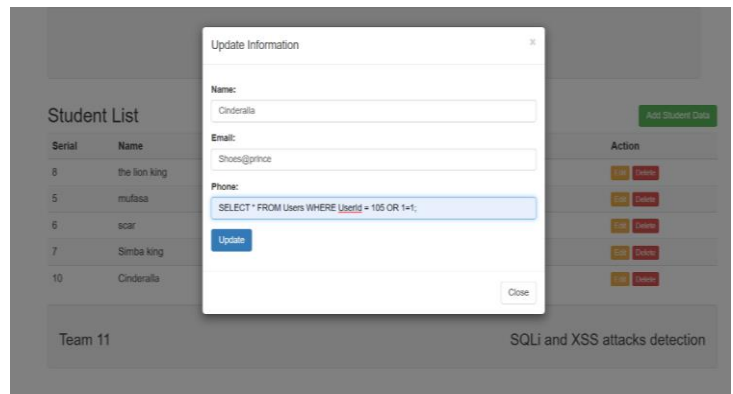 Update Information
x
Name:
Cinderalla
Email:
Shoes@prince
Phone:
SELECT * FROM Users WHERE UserId = 105 OR 1=1;
Update
Close
Student List
Add Student Data
Serial Name Action
8 the lion king Edit Delete
5 mufasa Edit Delete
6 scar Edit Delete
7 Simba king Edit Delete
10 Cinderalla Edit Delete
Team 11 SQLi and XSS attacks detection